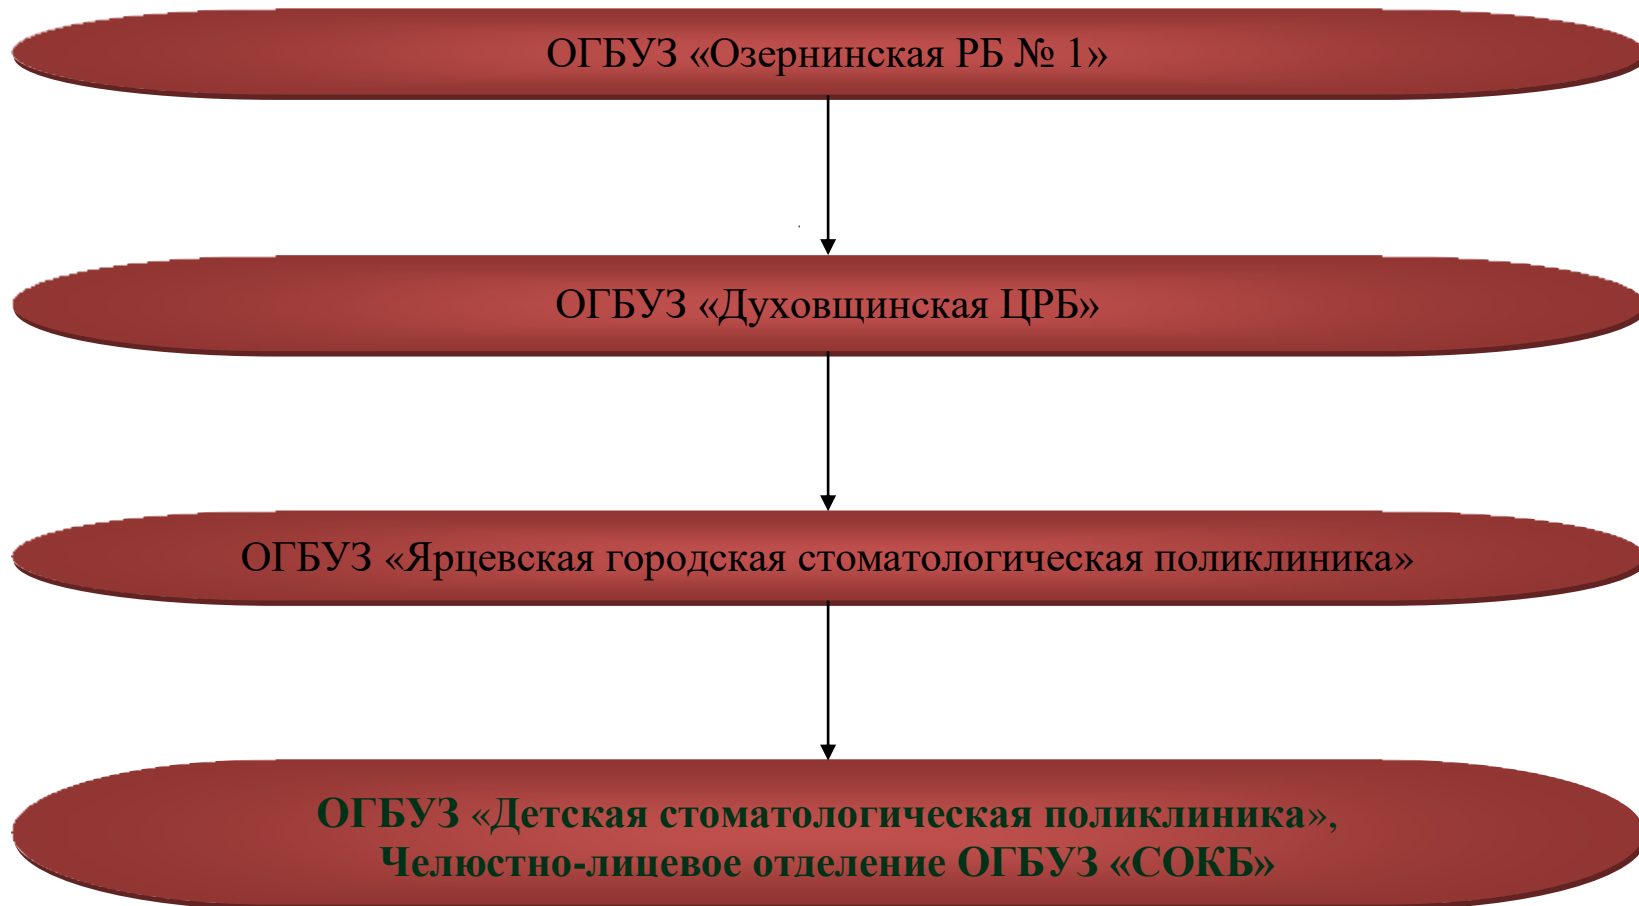 ОГБУЗ «Озернинская РБ № 1»
ОГБУЗ «Духовщинская ЦРБ»
ОГБУЗ «Ярцевская городская стоматологическая поликлиника»
ОГБУЗ «Детская стоматологическая поликлиника»,
Челюстно-лицевое отделение ОГБУЗ «СОКБ»